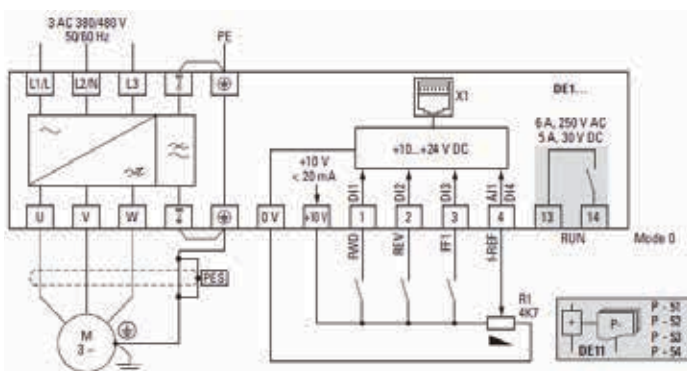 3 AC 380/480 V
50/60 Hz
PE
L1/L
L2/N
L3
DE1...
X1
6 A, 250 V AC
5 A, 30 V DC
+10...+24 V DC
+10 V
< 20 mA
DI1
DI2
DI3
AI1
DI4
U
V
W
0 V
+10 V
1
2
3
4
13
14
FWD
REV
FF1
f-REF
RUN
Mode 0
PES
M
3 ~
R1
4K7
P-
DE11
P - 51
P - 52
P - 53
P - 54